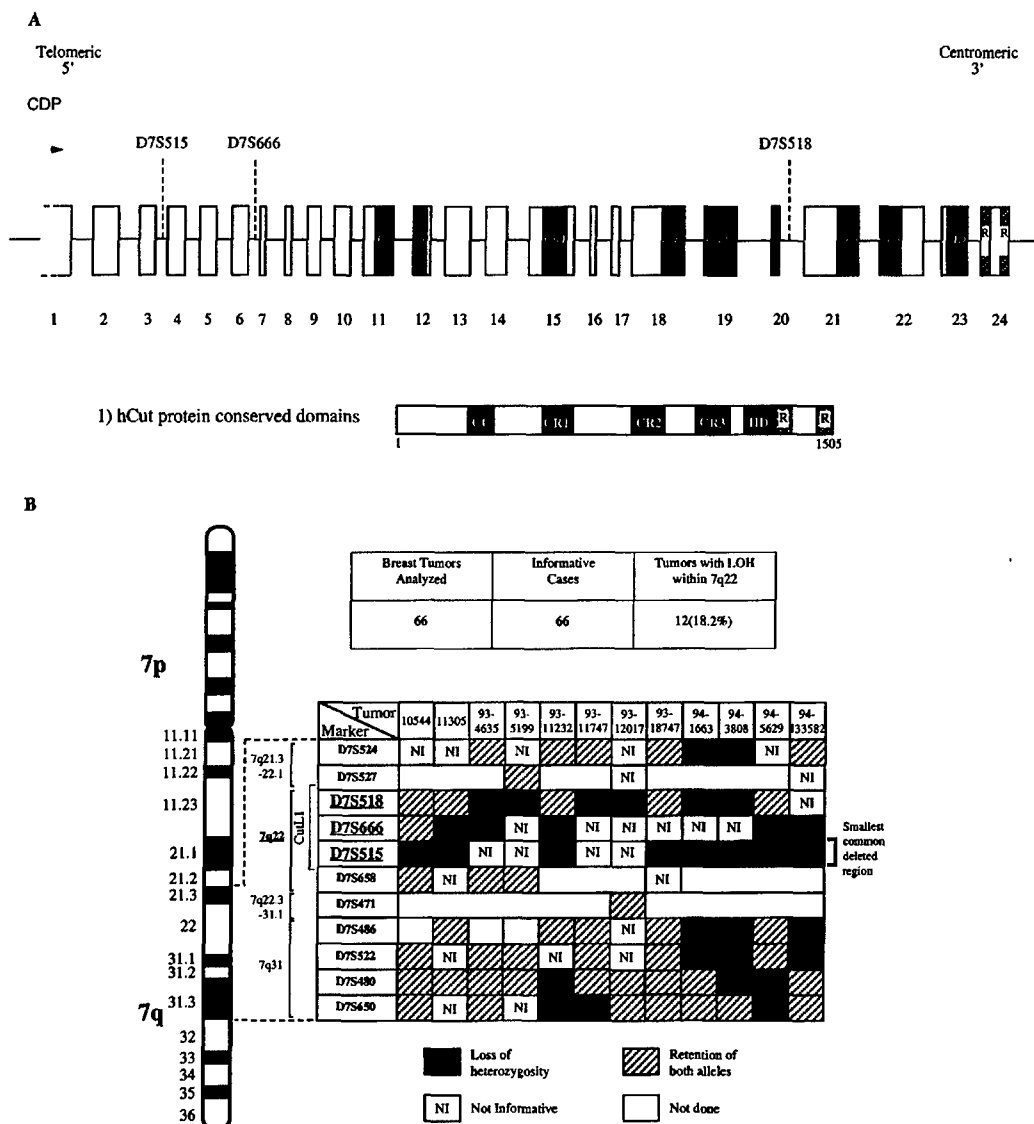 A
Telomeric
5'
Centromeric
3'
CDP
D7S515
D7S666
D7S518
R R
1 2 3 4 5 6 7 8 9 10 11 12 13 14 15 16 17 18 19 20 21 22 23 24
1) hCut protein conserved domains
CC CR1 CR2 CR3 HD R R
1 1505
B
Breast Tumors Analyzed Informative Cases Tumors with LOH within 7q22
66 66 12(18.2%)
7p
7q
11.11
11.21
11.22
11.23
21.1
21.2
21.3
22
31.1
31.2
31.3
32
33
34
35
36
7q21.3
-22.1
7q22
CutL1
7q22.3
-31.1
7q31
Tumor Marker 10544 11305 93-4635 93-5199 93-11232 93-11747 93-12017 93-18747 94-1663 94-3808 94-5629 94-133582
D7S524 NI NI NI NI NI
D7S527 NI NI
D7S518 NI
D7S666 NI NI NI NI NI NI
D7S515 NI NI NI NI
D7S658 NI NI
D7S471
D7S486 NI
D7S522 NI NI NI
D7S480
D7S650 NI NI
Smallest
common
deleted
region
Loss of
heterozygosity
Retention of
both alleles
NI Not Informative
Not done